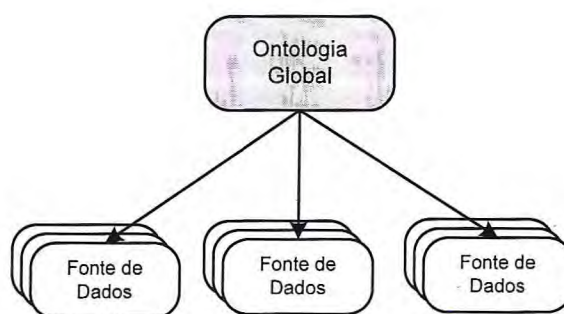 Ontologia
Global
Fonte de
Dados
Fonte de
Dados
Fonte de
Dados